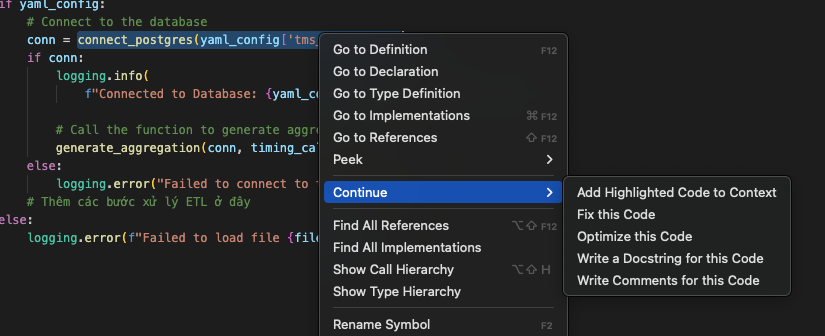 if yaml_config:
# Connect to the database
conn = connect_postgres(yaml_config['tms_
if conn:
logging.info(
f"Connected to Database: {yaml_co
# Call the function to generate aggre
generate_aggregation(conn, timing_cal
else:
logging.error("Failed to connect to
# Thêm các bước xử lý ETL ở đây
else:
logging.error(f"Failed to load file {file
Go to Definition F12
Go to Declaration
Go to Type Definition
Go to Implementations ⌘ F12
Go to References ⇧ F12
Peek
Continue
Find All References ⌥⇧ F12
Find All Implementations
Show Call Hierarchy ⌥⇧ H
Show Type Hierarchy
Rename Symbol F2
Add Highlighted Code to Context
Fix this Code
Optimize this Code
Write a Docstring for this Code
Write Comments for this Code